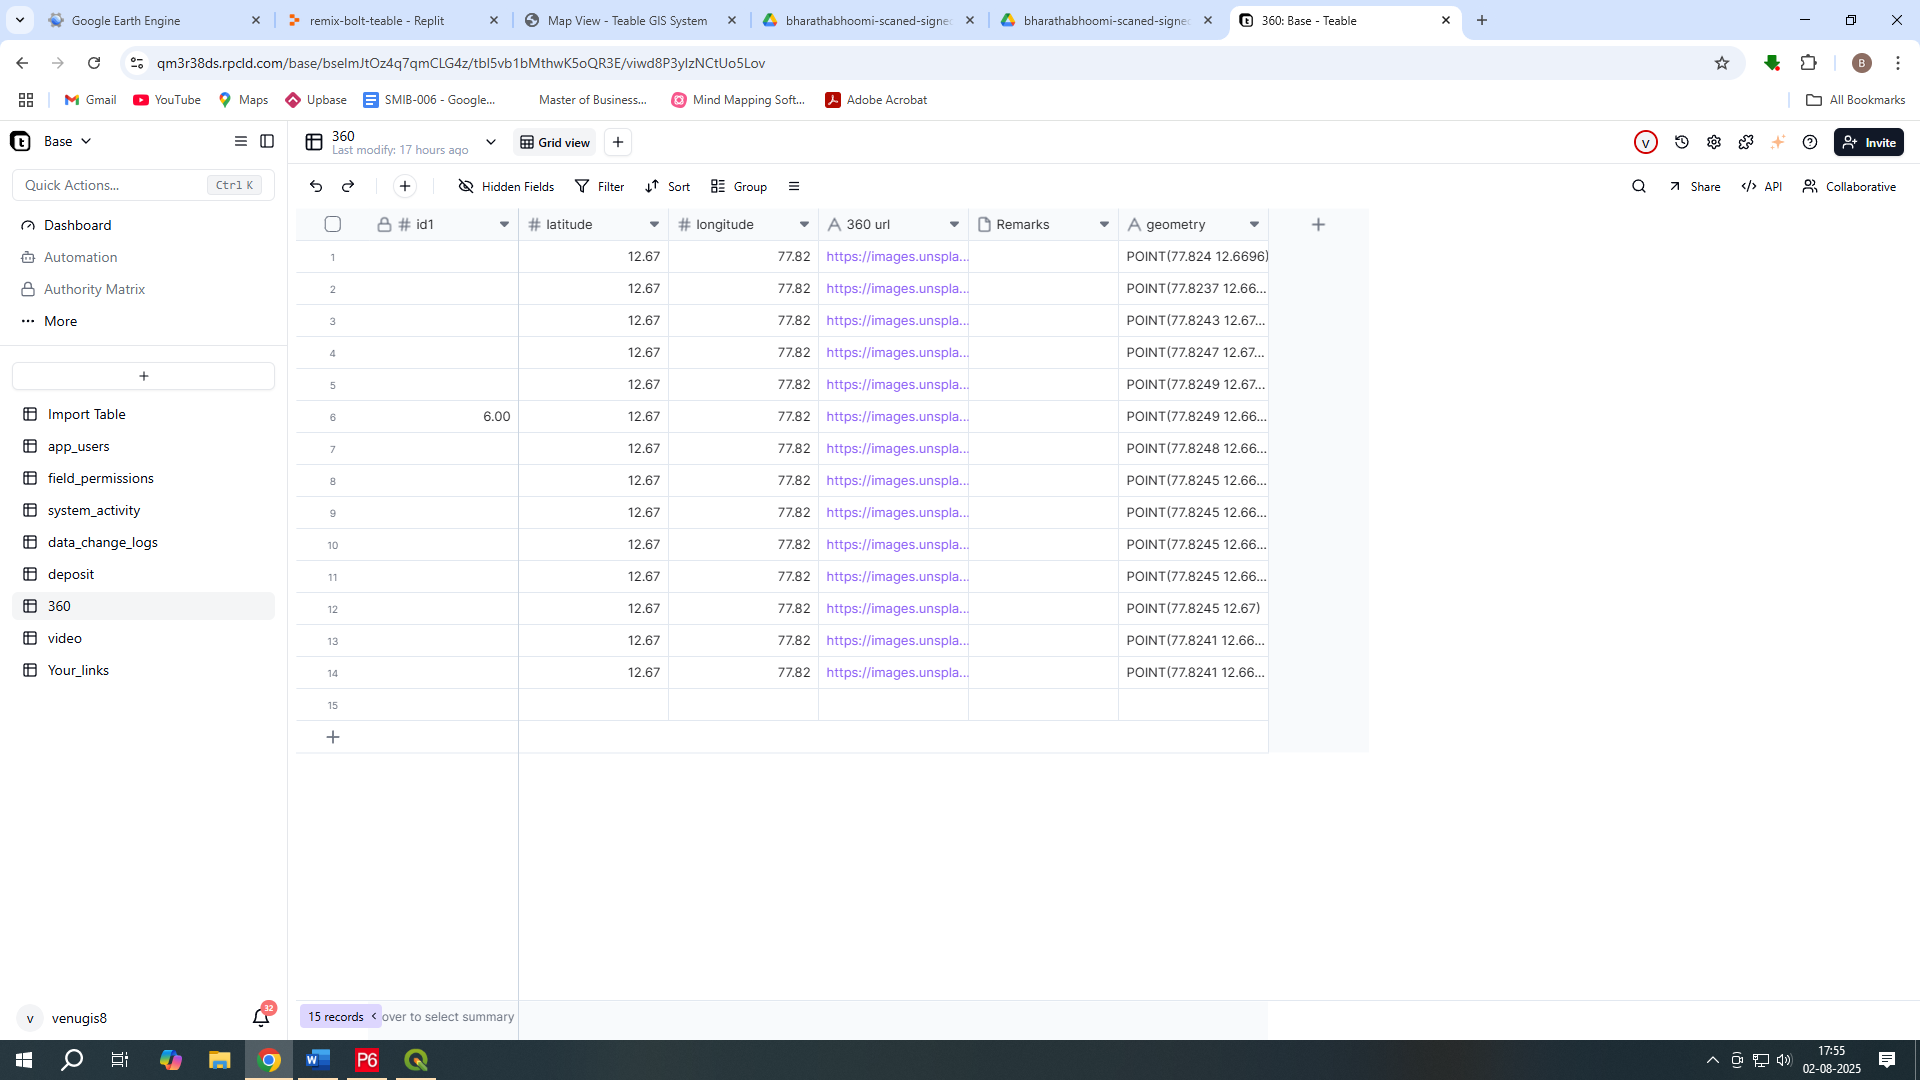 Google Earth Engine
remix-bolt-teable - Replit
Map View - Teable GIS System
bharathabhoomi-scaned-signed
bharathabhoomi-scaned-signed
360: Base - Teable
qm3r38ds.rpcld.com/base/bselmJtOz4q7qmCLG4z/tbl5vb1bMthwK5oQR3E/viwd8P3ylzNCtUo5Lov
B
Gmail
YouTube
Maps
Upbase
SMIB-006 - Google...
Master of Business...
Mind Mapping Soft...
Adobe Acrobat
All Bookmarks
Base
360
Last modify: 17 hours ago
Grid view
V
Invite
Quick Actions...
Ctrl K
Hidden Fields
Filter
Sort
Group
Share
API
Collaborative
Dashboard
Automation
Authority Matrix
More
Import Table
app_users
field_permissions
system_activity
data_change_logs
deposit
360
video
Your_links
id1 latitude longitude 360 url Remarks geometry
1 12.67 77.82 https://images.unspla... POINT(77.824 12.6696)
2 12.67 77.82 https://images.unspla... POINT(77.8237 12.66...
3 12.67 77.82 https://images.unspla... POINT(77.8243 12.67...
4 12.67 77.82 https://images.unspla... POINT(77.8247 12.67...
5 12.67 77.82 https://images.unspla... POINT(77.8249 12.67...
6 6.00 12.67 77.82 https://images.unspla... POINT(77.8249 12.66...
7 12.67 77.82 https://images.unspla... POINT(77.8248 12.66...
8 12.67 77.82 https://images.unspla... POINT(77.8245 12.66...
9 12.67 77.82 https://images.unspla... POINT(77.8245 12.66...
10 12.67 77.82 https://images.unspla... POINT(77.8245 12.66...
11 12.67 77.82 https://images.unspla... POINT(77.8245 12.66...
12 12.67 77.82 https://images.unspla... POINT(77.8245 12.67)
13 12.67 77.82 https://images.unspla... POINT(77.8241 12.66...
14 12.67 77.82 https://images.unspla... POINT(77.8241 12.66...
15
v venugis8
32
15 records
over to select summary
P6
17:55
02-08-2025